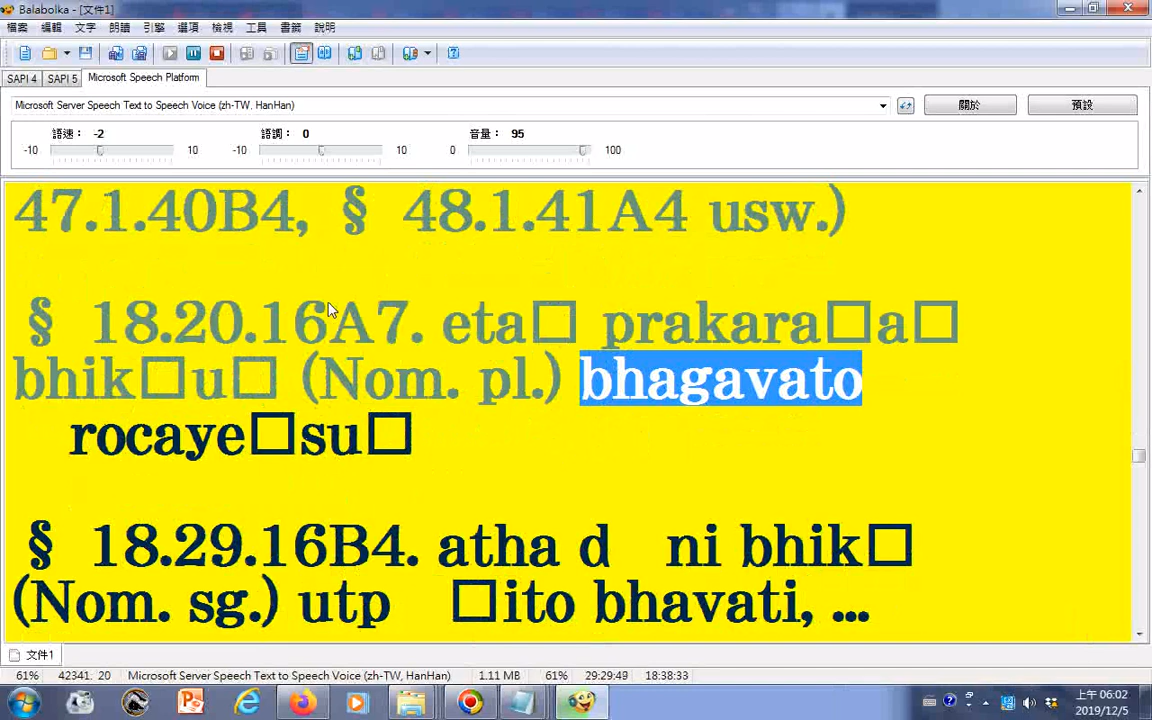 Balabolka - [文件1]
檔案 編輯 文字 朗讀 引擎 選項 檢視 工具 書籤 說明
SAPI 4 SAPI 5 Microsoft Speech Platform
Microsoft Server Speech Text to Speech Voice (zh-TW, HanHan)
關於 預設
語速： -2 語調： 0 音量： 95
-10 10 -10 10 0 100
47.1.40B4, § 48.1.41A4 usw.)
§ 18.20.16A7. eta□ prakara□a□
bhik□u□ (Nom. pl.) bhagavato
rocaye□su□
§ 18.29.16B4. atha d ni bhik□
(Nom. sg.) utp □ito bhavati, ...
文件1
61% 42341: 20 Microsoft Server Speech Text to Speech Voice (zh-TW, HanHan) 1.11 MB 61% 29:29:49 18:38:33
上午 06:02
2019/12/5